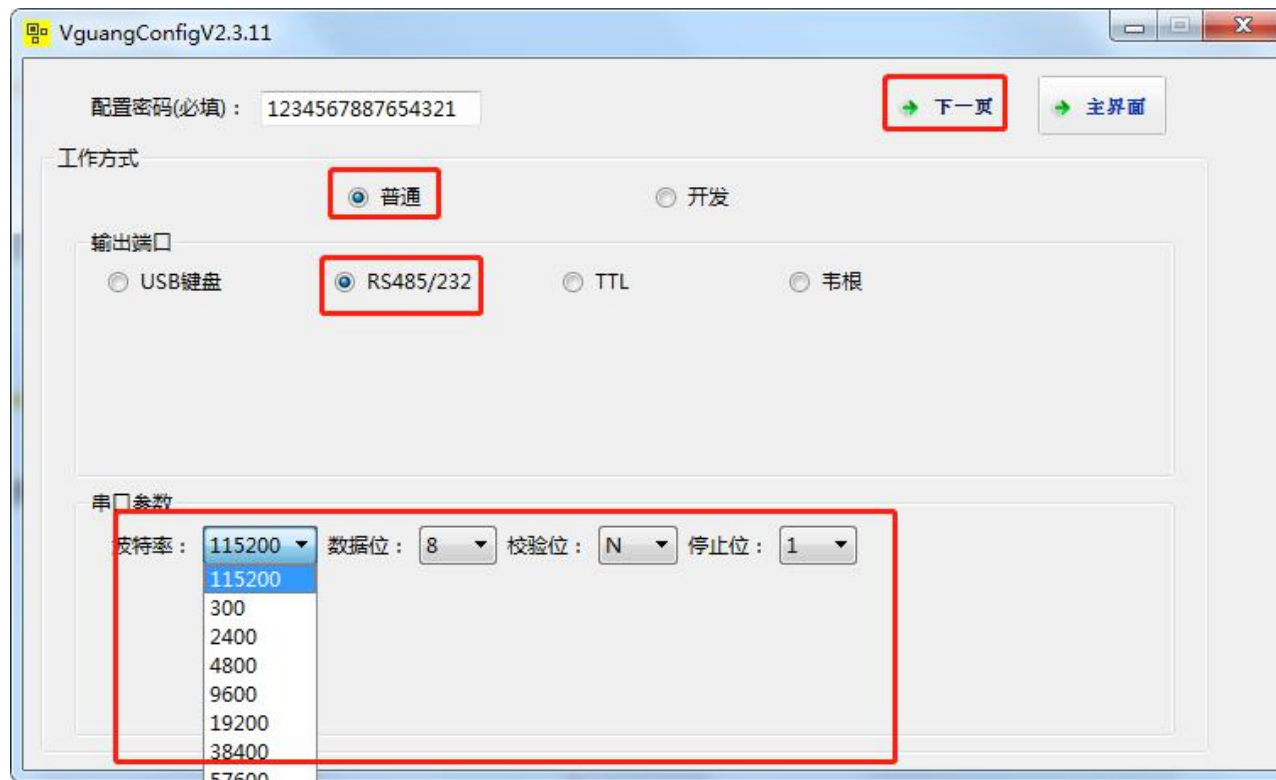 VguangConfigV2.3.11
配置密码(必填)： 1234567887654321 下一页 主界面
工作方式
普通 开发
输出端口
USB键盘 RS485/232 TTL 韦根
串口参数
波特率： 115200 数据位： 8 校验位： N 停止位： 1
115200
300
2400
4800
9600
19200
38400
57600